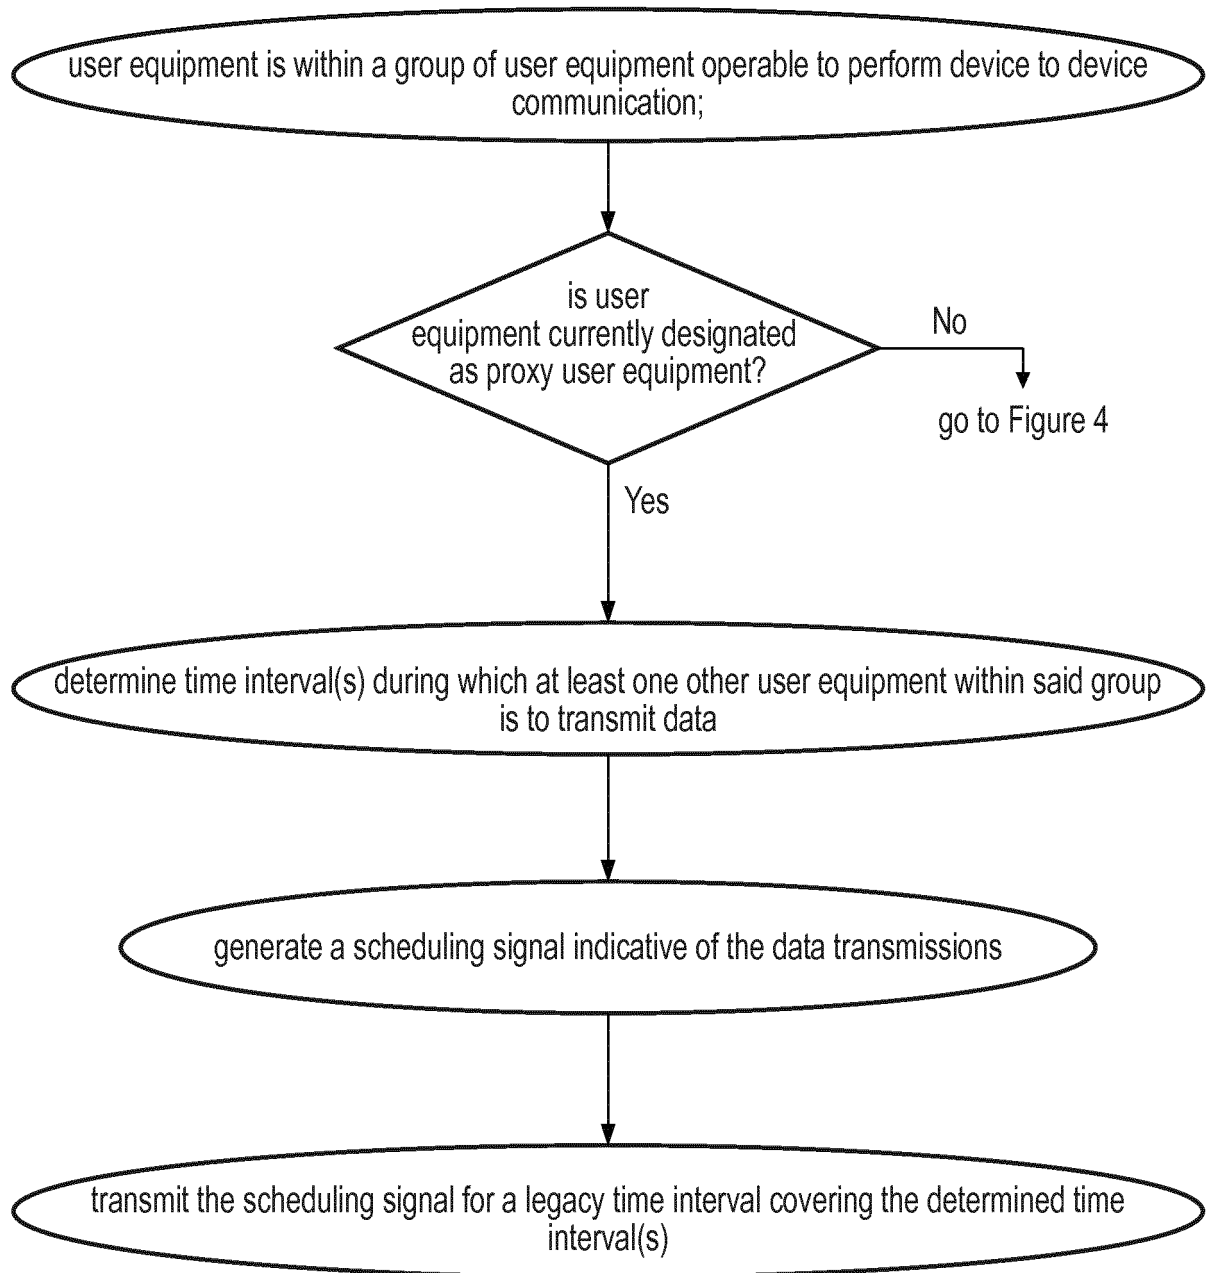 user equipment is within a group of user equipment operable to perform device to device
communication;
is user
equipment currently designated
as proxy user equipment?
No
go to Figure 4
Yes
determine time interval(s) during which at least one other user equipment within said group
is to transmit data
generate a scheduling signal indicative of the data transmissions
transmit the scheduling signal for a legacy time interval covering the determined time
interval(s)